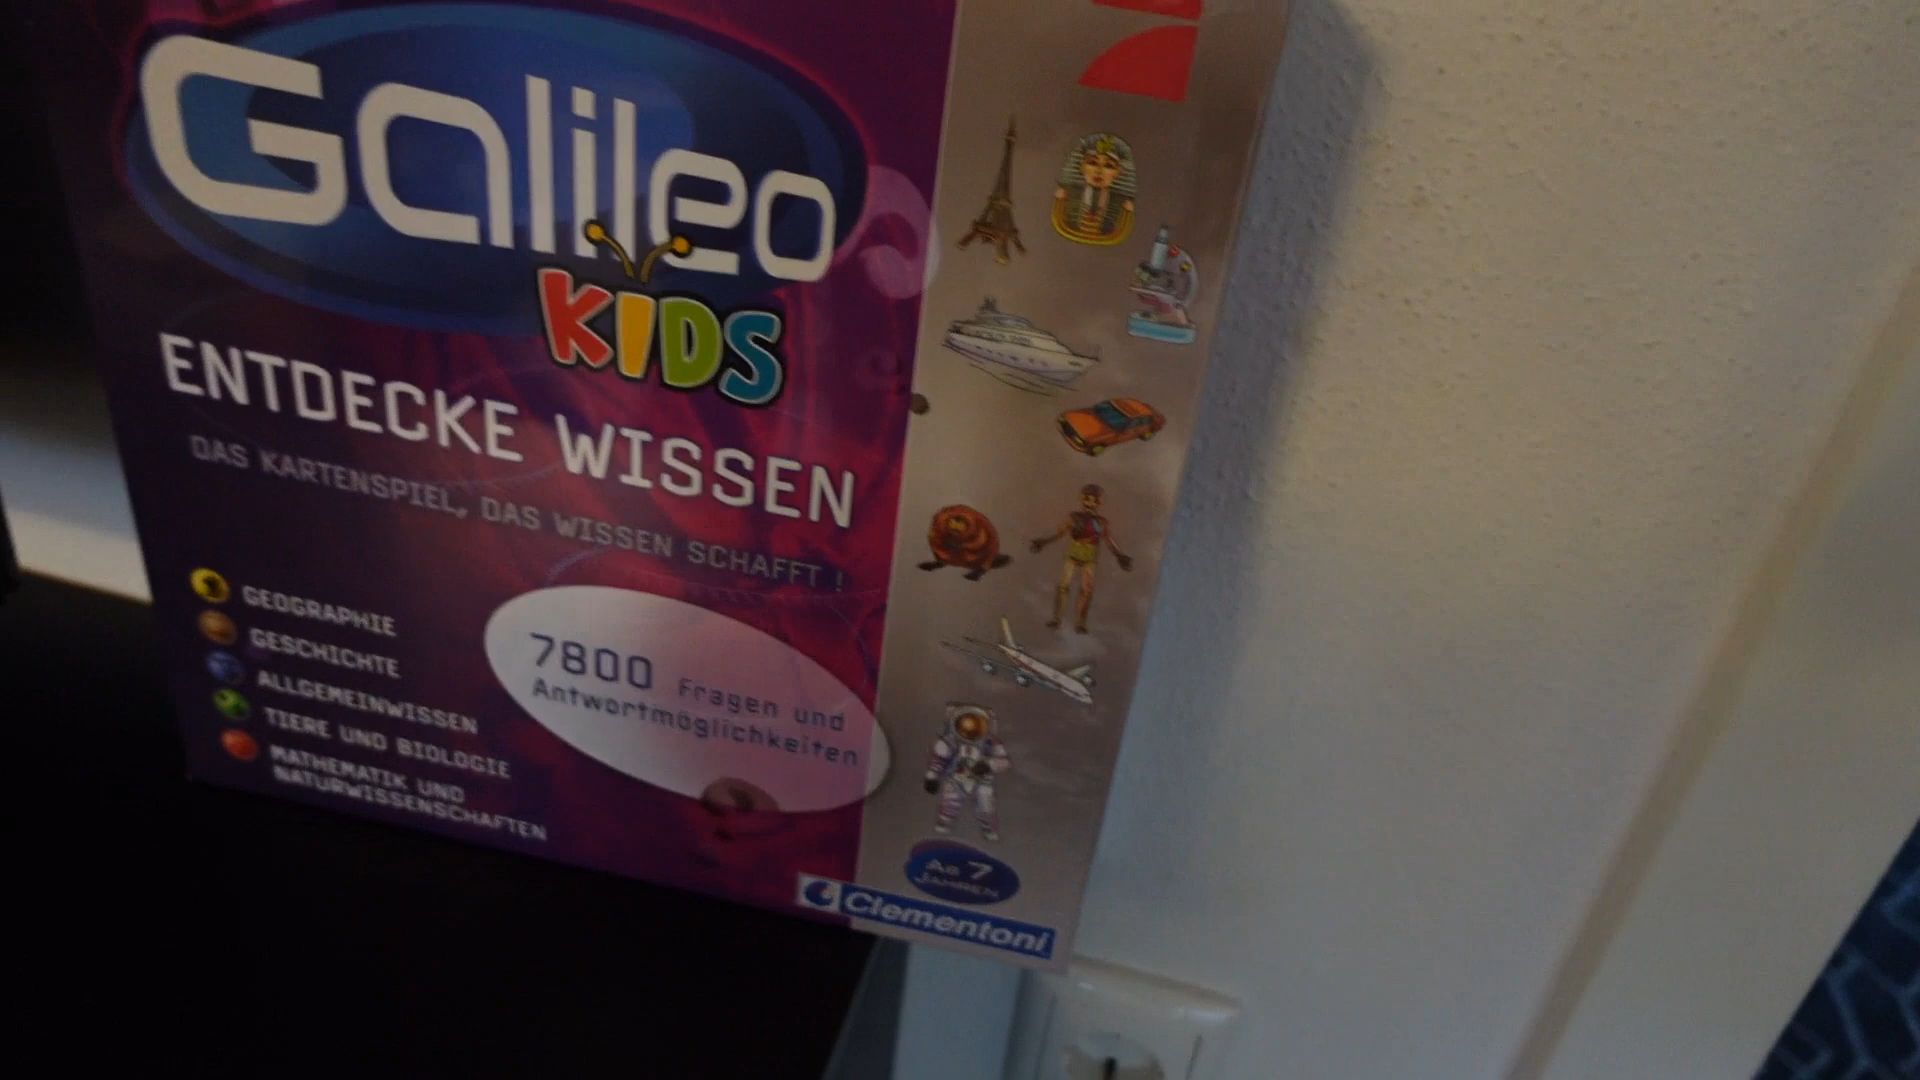 Galileo
KIDS
ENTDECKE WISSEN
DAS KARTENSPIEL, DAS WISSEN SCHAFFT !
GEOGRAPHIE
GESCHICHTE
ALLGEMEINWISSEN
TIERE UND BIOLOGIE
MATHEMATIK UND
NATURWISSENSCHAFTEN
7800 Fragen und
Antwortmöglichkeiten
AB 7
JAHREN
Clementoni